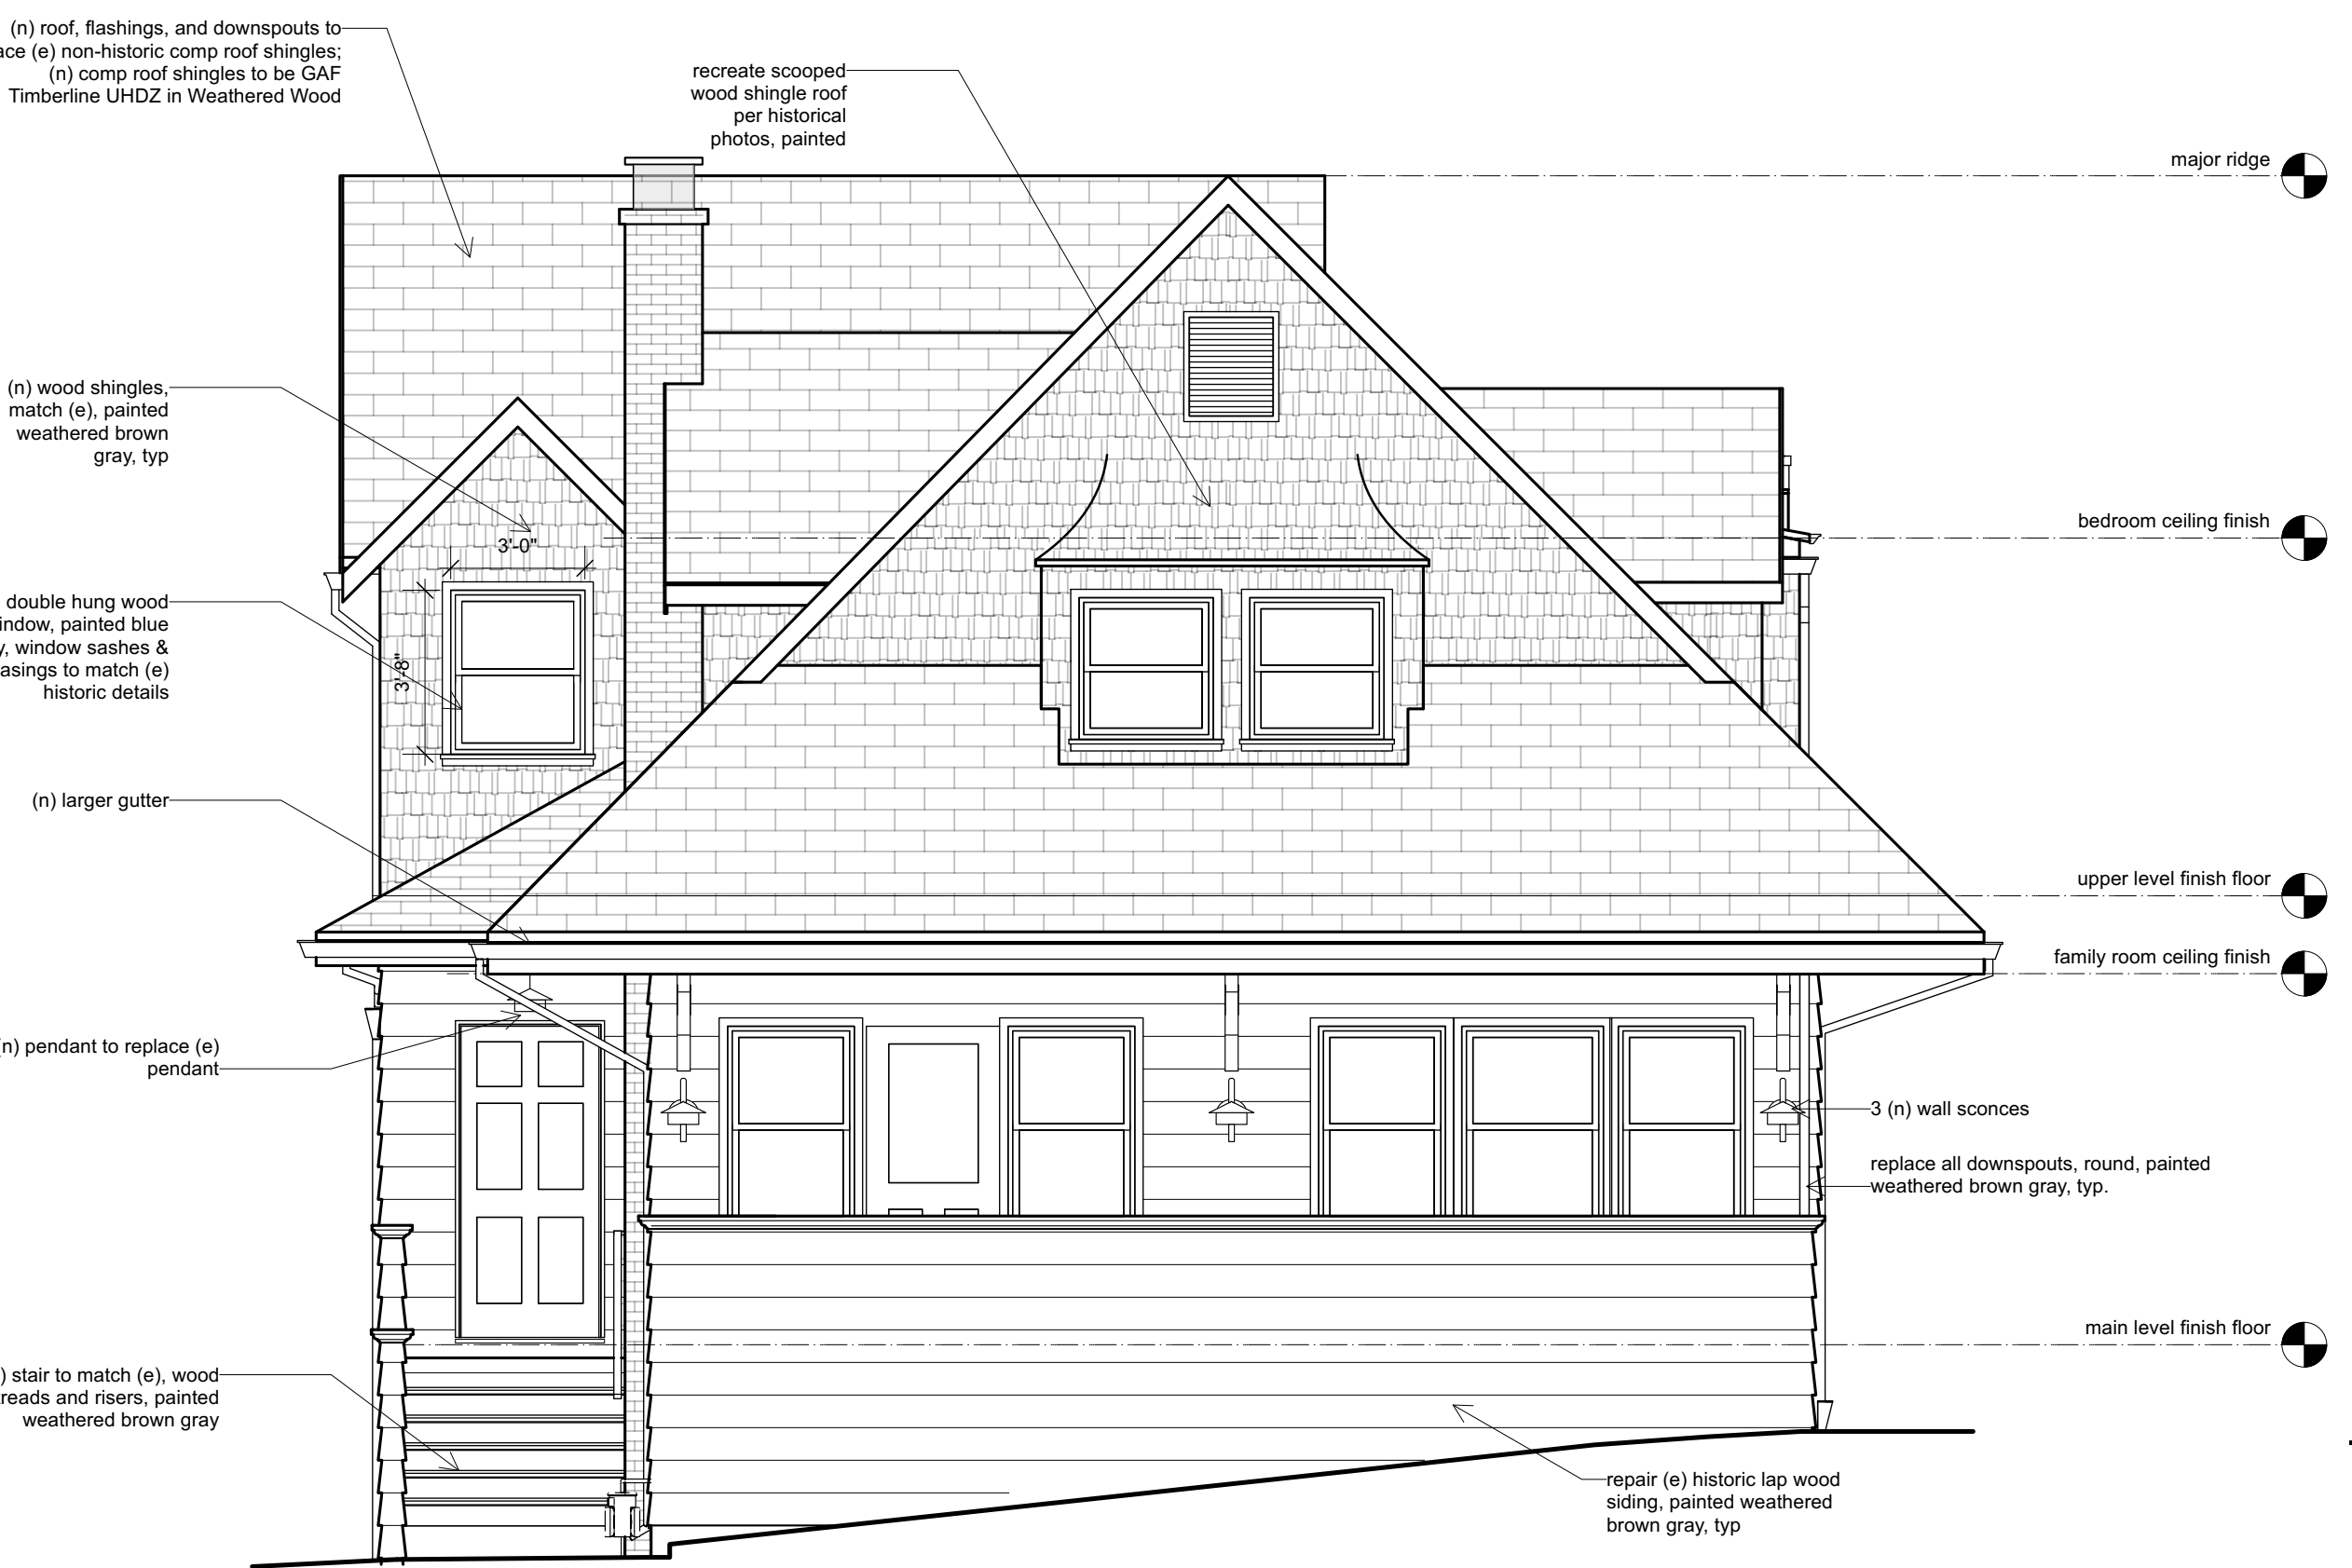 (n) roof, flashings, and downspouts to
(e) non-historic comp roof shingles;
(n) comp roof shingles to be GAF
Timberline UHDZ in Weathered Wood
recreate scooped
wood shingle roof
per historical
photos, painted
major ridge
(n) wood shingles,
match (e), painted
weathered brown
gray, typ
bedroom ceiling finish
3'-0"
double hung wood
painted blue
window sashes &
to match (e)
historic details
3'-8"
(n) larger gutter
upper level finish floor
family room ceiling finish
(n) pendant to replace (e)
pendant
3 (n) wall sconces
replace all downspouts, round, painted
weathered brown gray, typ.
main level finish floor
stair to match (e), wood
and risers, painted
weathered brown gray
repair (e) historic lap wood
siding, painted weathered
brown gray, typ